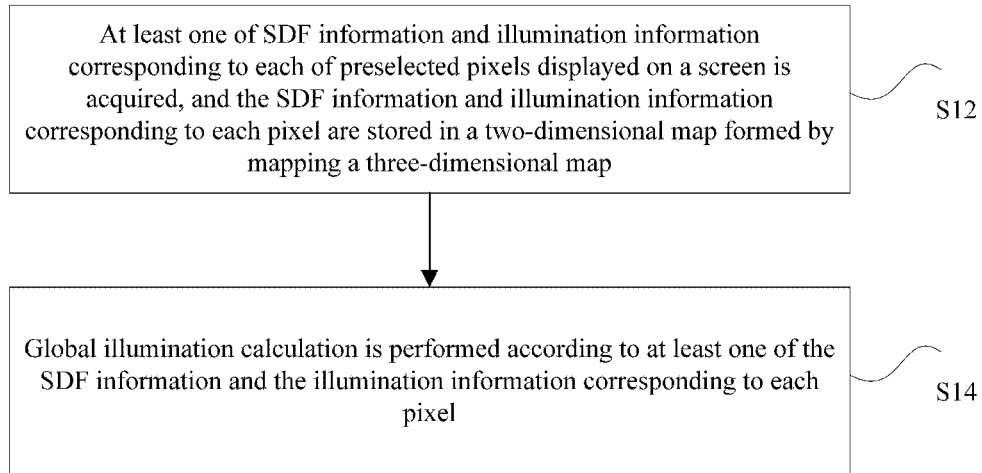 At least one of SDF information and illumination information
corresponding to each of preselected pixels displayed on a screen is
acquired, and the SDF information and illumination information
corresponding to each pixel are stored in a two-dimensional map formed by
mapping a three-dimensional map
S12
Global illumination calculation is performed according to at least one of the
SDF information and the illumination information corresponding to each
pixel
S14